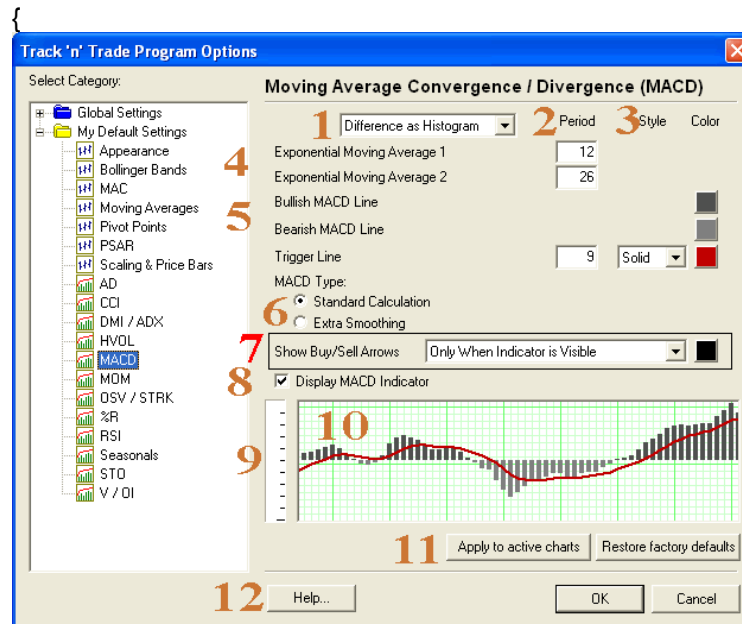 {
Track 'n' Trade Program Options
Select Category:
Global Settings
My Default Settings
Appearance
Bollinger Bands
MAC
Moving Averages
Pivot Points
PSAR
Scaling & Price Bars
AD
CCI
DMI / ADX
HVOL
MACD
MOM
OSV / STRK
%R
RSI
Seasonals
STO
V / OI
Moving Average Convergence / Divergence (MACD)
1 Difference as Histogram 2 Period 3 Style Color
4 Exponential Moving Average 1 12
Exponential Moving Average 2 26
5 Bullish MACD Line
Bearish MACD Line
Trigger Line 9 Solid
MACD Type:
6 Standard Calculation
Extra Smoothing
7 Show Buy/Sell Arrows Only When Indicator is Visible
8 Display MACD Indicator
9 10
11 Apply to active charts Restore factory defaults
12 Help... OK Cancel